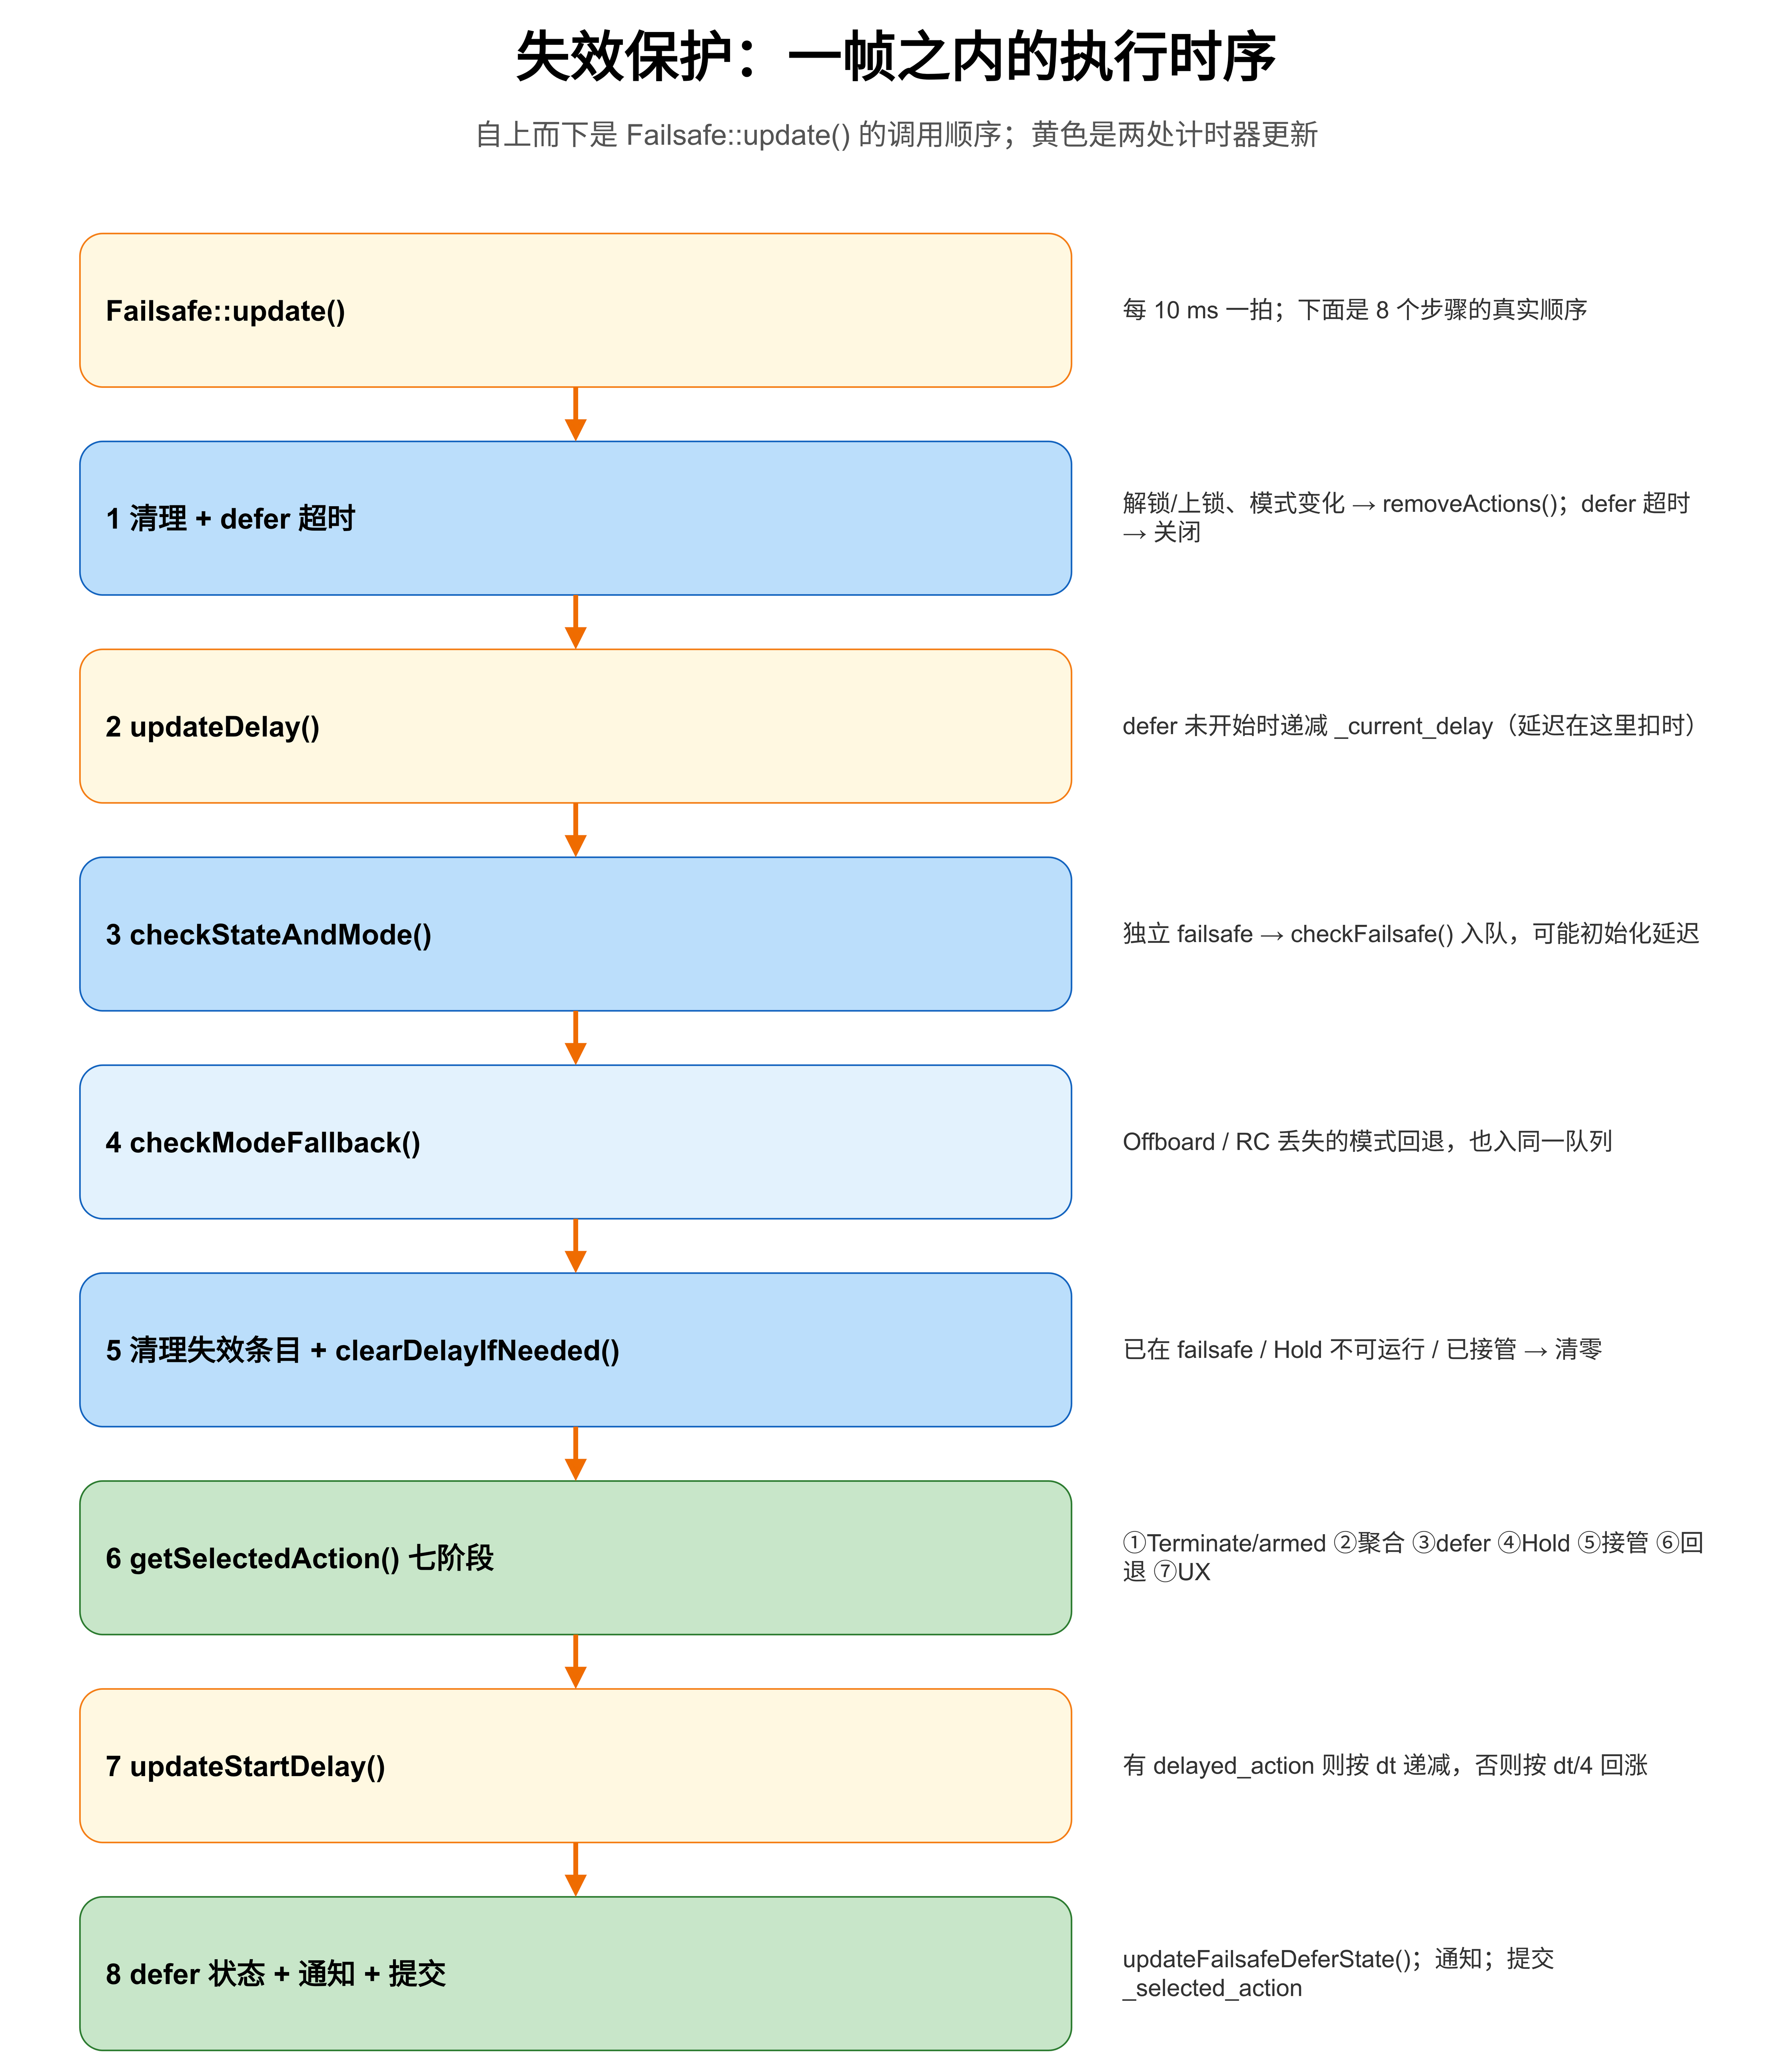 失效保护：一帧之内的执行时序
自上而下是 Failsafe::update() 的调用顺序；黄色是两处计时器更新
Failsafe::update()
每 10 ms 一拍；下面是 8 个步骤的真实顺序
1 清理 + defer 超时
解锁/上锁、模式变化 → removeActions()；defer 超时
→ 关闭
2 updateDelay()
defer 未开始时递减 _current_delay（延迟在这里扣时）
3 checkStateAndMode()
独立 failsafe → checkFailsafe() 入队，可能初始化延迟
4 checkModeFallback()
Offboard / RC 丢失的模式回退，也入同一队列
5 清理失效条目 + clearDelayIfNeeded()
已在 failsafe / Hold 不可运行 / 已接管 → 清零
6 getSelectedAction() 七阶段
①Terminate/armed ②聚合 ③defer ④Hold ⑤接管 ⑥回
退 ⑦UX
7 updateStartDelay()
有 delayed_action 则按 dt 递减，否则按 dt/4 回涨
8 defer 状态 + 通知 + 提交
updateFailsafeDeferState()；通知；提交
_selected_action